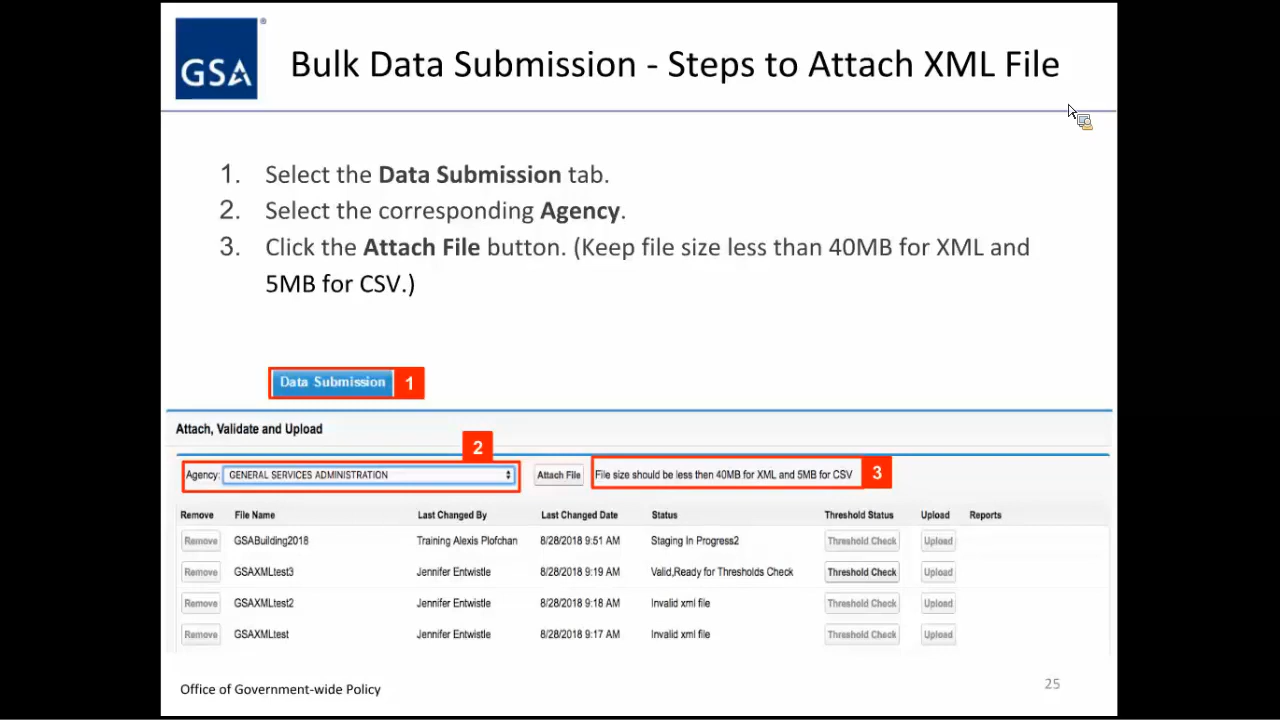 GSA
®
Bulk Data Submission - Steps to Attach XML File
1. Select the Data Submission tab.
2. Select the corresponding Agency.
3. Click the Attach File button. (Keep file size less than 40MB for XML and
5MB for CSV.)
Data Submission 1
Attach, Validate and Upload
2
Agency: GENERAL SERVICES ADMINISTRATION Attach File File size should be less then 40MB for XML and 5MB for CSV 3
Remove File Name Last Changed By Last Changed Date Status Threshold Status Upload Reports
Remove GSABuilding2018 Training Alexis Plofchan 8/28/2018 9:51 AM Staging In Progress2 Threshold Check Upload
Remove GSAXMLtest3 Jennifer Entwistle 8/28/2018 9:19 AM Valid,Ready for Thresholds Check Threshold Check Upload
Remove GSAXMLtest2 Jennifer Entwistle 8/28/2018 9:18 AM Invalid xml file Threshold Check Upload
Remove GSAXMLtest Jennifer Entwistle 8/28/2018 9:17 AM Invalid xml file Threshold Check Upload
Office of Government-wide Policy
25